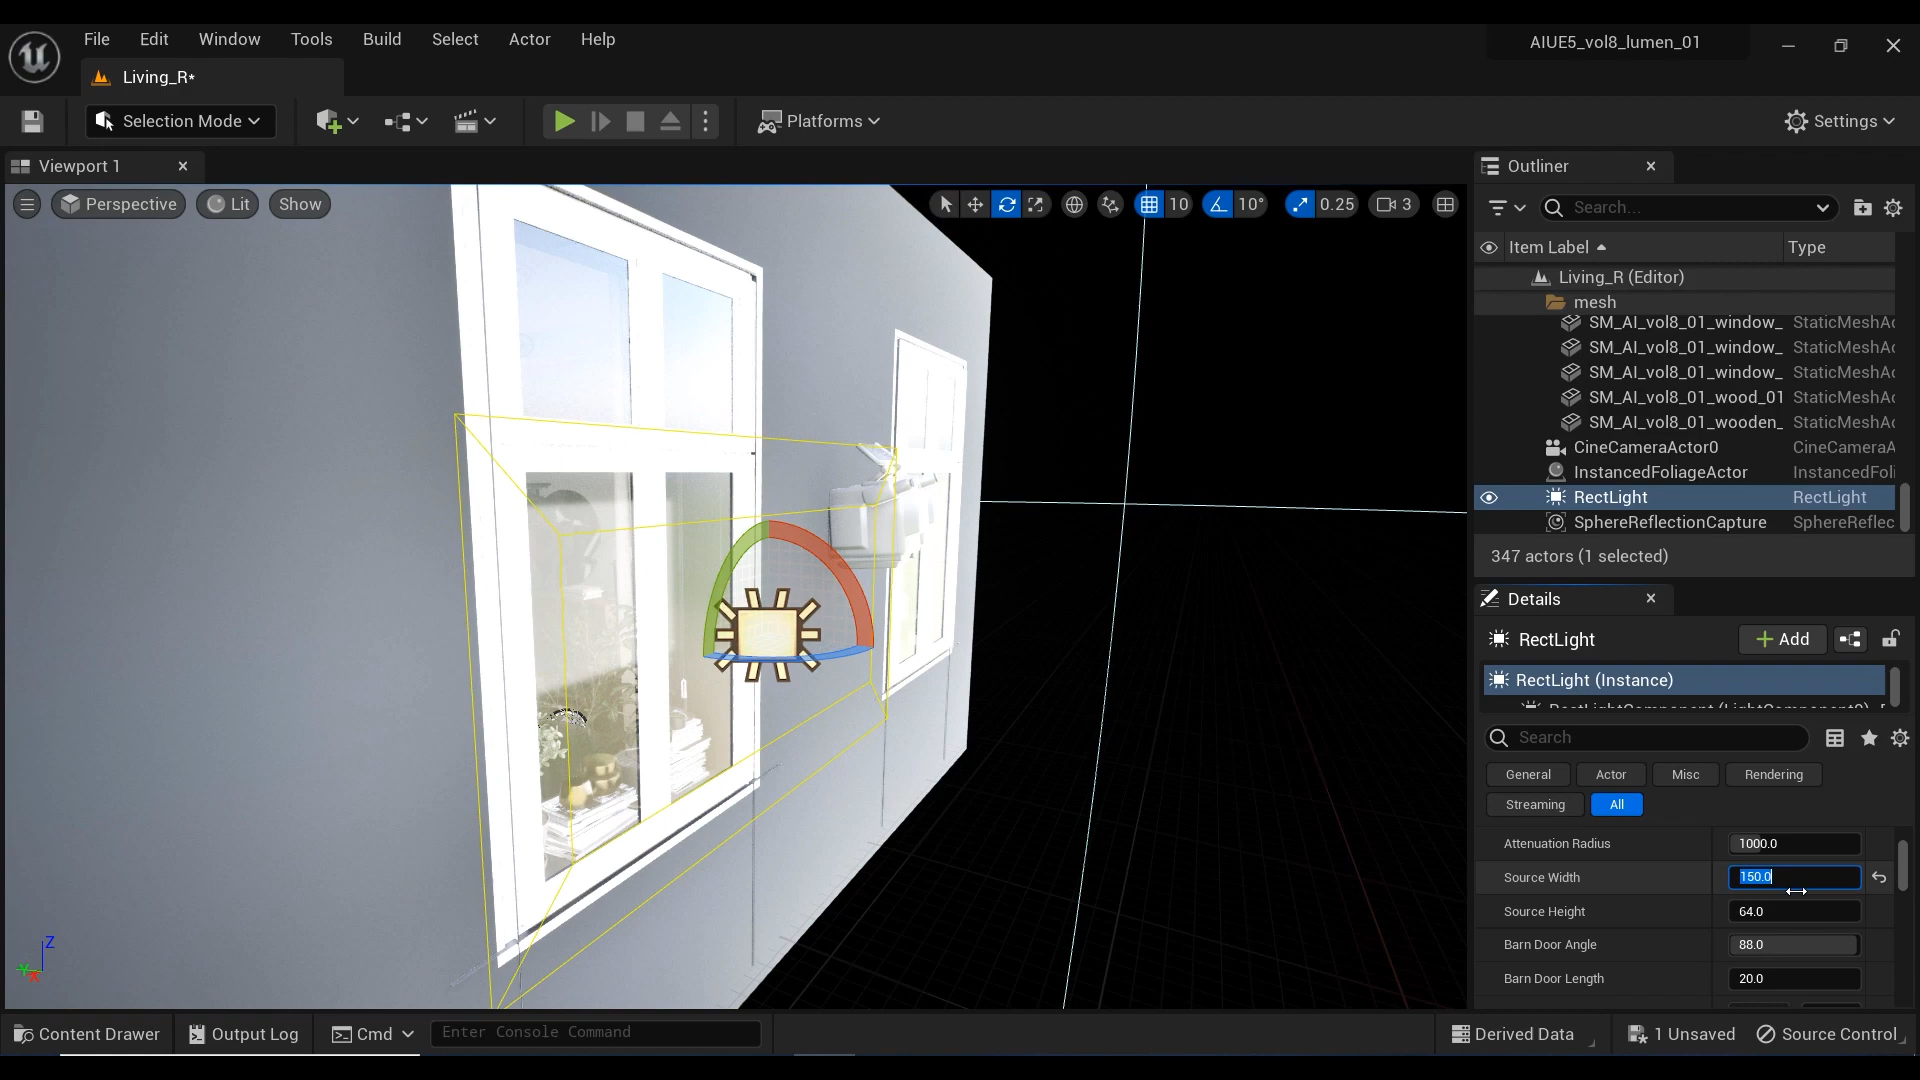 File Edit Window Tools Build Select Actor Help
AIUE5_vol8_lumen_01
Living_R*
Selection Mode
Platforms
Settings
Viewport 1
Perspective Lit Show
10 10° 0.25 3
Outliner
Search...
Item Label Type
Living_R (Editor)
mesh
SM_AI_vol8_01_window_ StaticMeshAc
SM_AI_vol8_01_window_ StaticMeshAc
SM_AI_vol8_01_window_ StaticMeshAc
SM_AI_vol8_01_wood_01 StaticMeshAc
SM_AI_vol8_01_wooden_ StaticMeshAc
CineCameraActor0 CineCameraA
InstancedFoliageActor InstancedFoli
RectLight RectLight
SphereReflectionCapture SphereReflec
347 actors (1 selected)
Details
RectLight
Add
RectLight (Instance)
Search
General Actor Misc Rendering
Streaming All
Attenuation Radius 1000.0
Source Width 150.0
Source Height 64.0
Barn Door Angle 88.0
Barn Door Length 20.0
Z
Y
X
Content Drawer Output Log Cmd Enter Console Command Derived Data 1 Unsaved Source Control